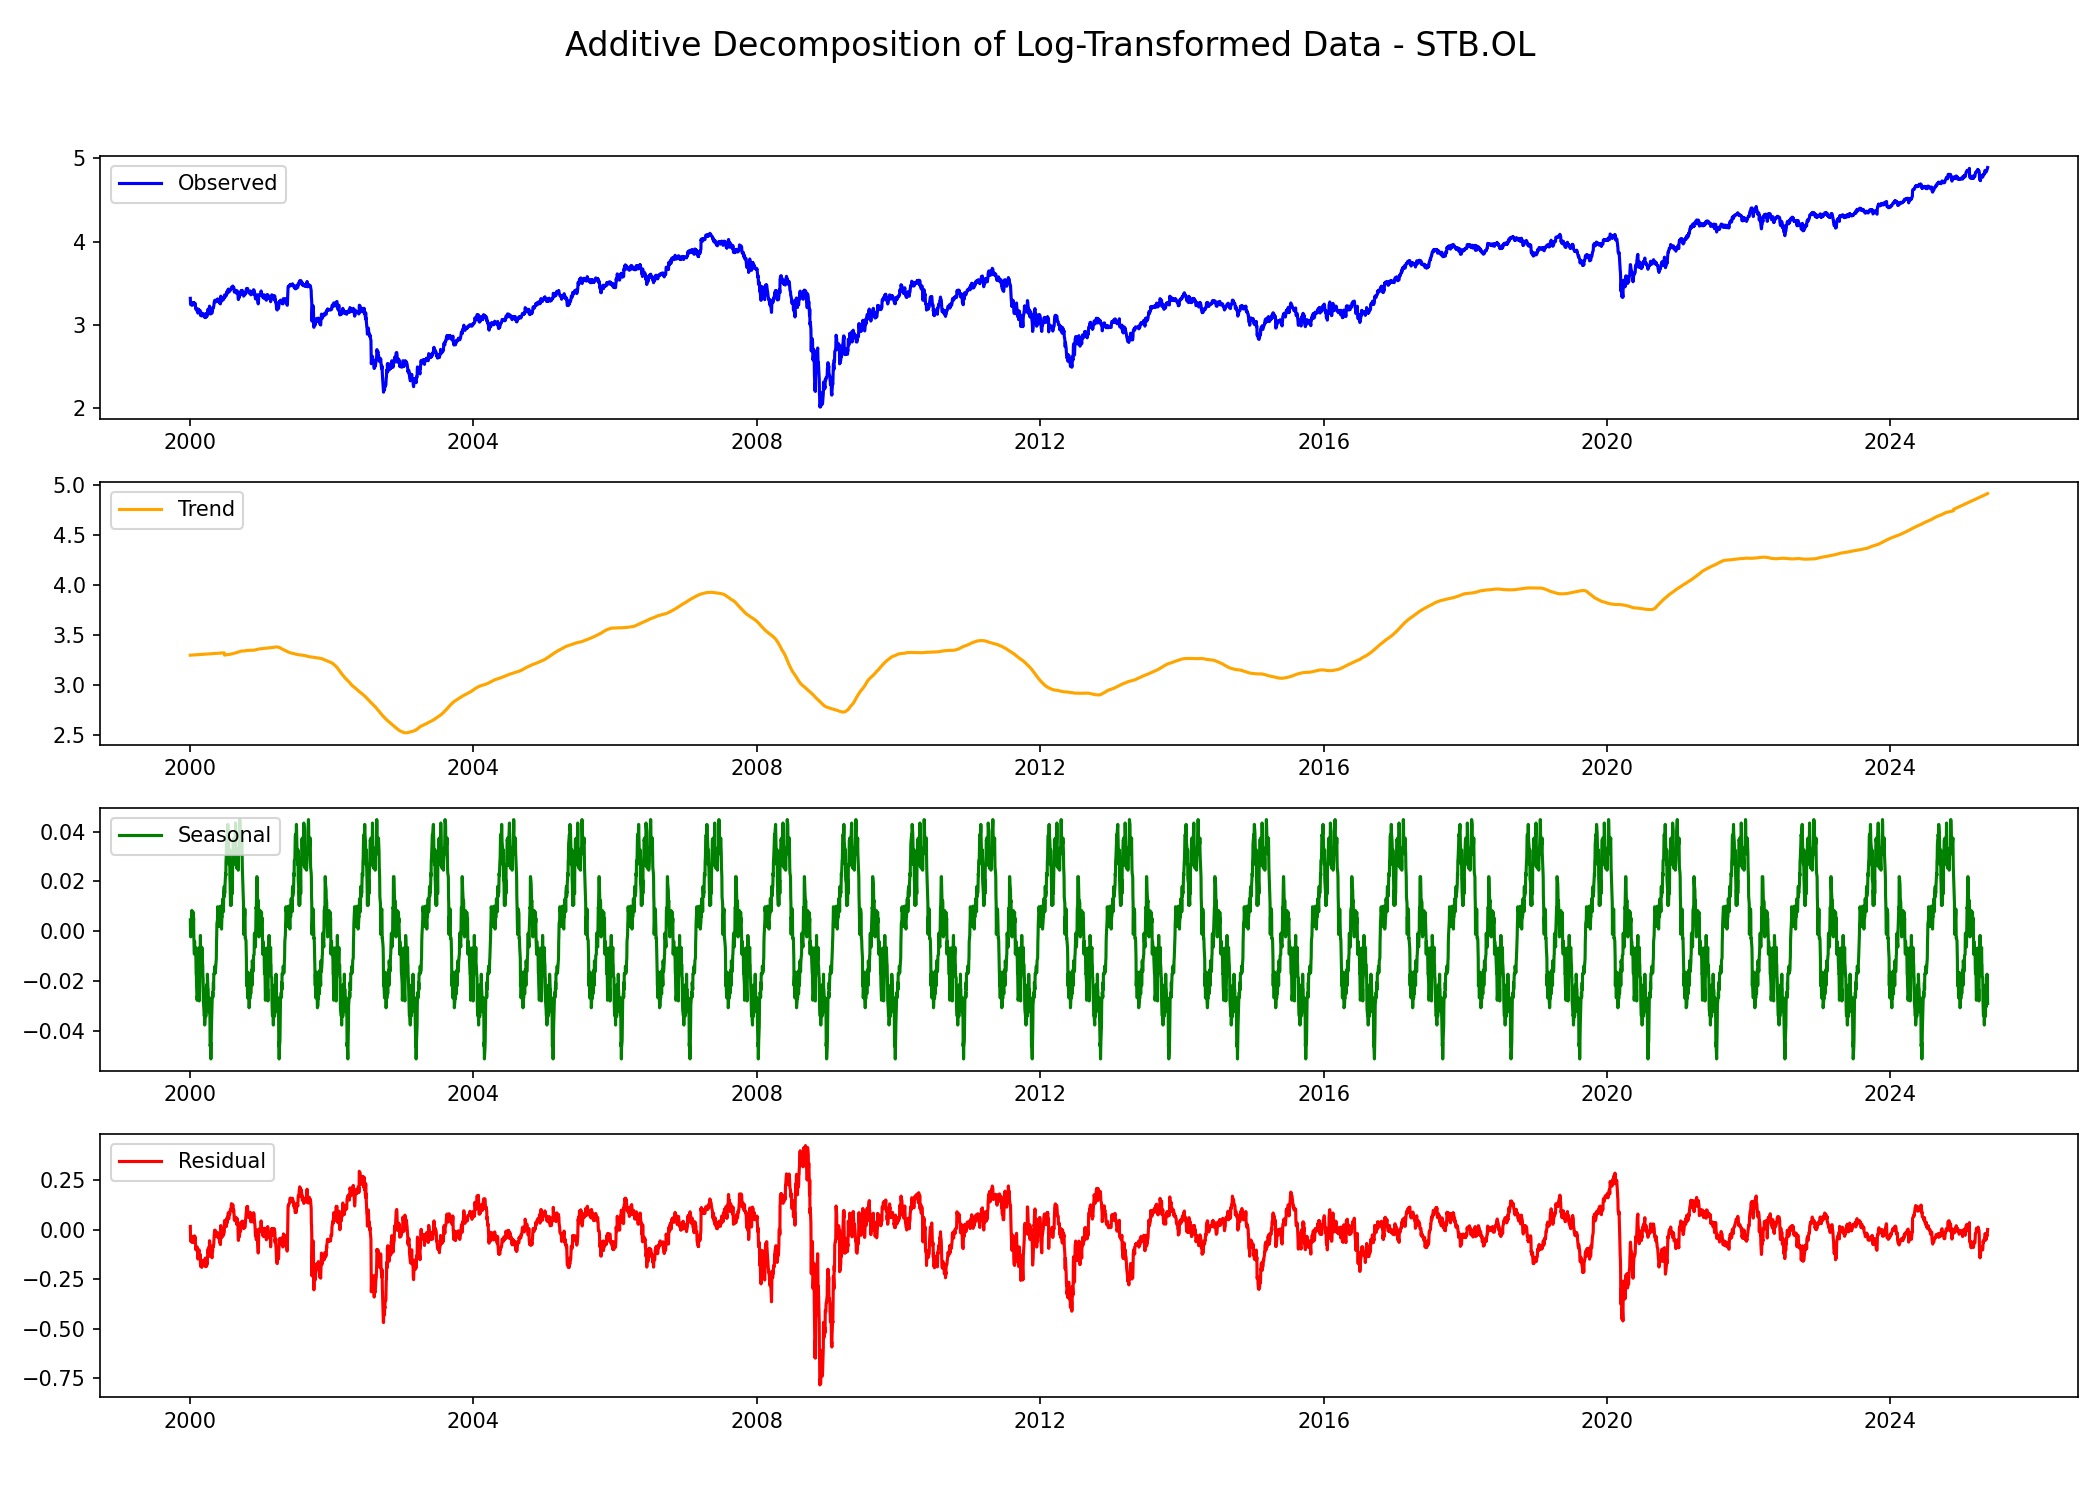 Additive Decomposition of Log-Transformed Data - STB.OL
5
Observed
4
3
2
2000 2004 2008 2012 2016 2020 2024
5.0
Trend
4.5
4.0
3.5
3.0
2.5
2000 2004 2008 2012 2016 2020 2024
0.04
Seasonal
0.02
0.00
−0.02
−0.04
2000 2004 2008 2012 2016 2020 2024
Residual
0.25
0.00
−0.25
−0.50
−0.75
2000 2004 2008 2012 2016 2020 2024